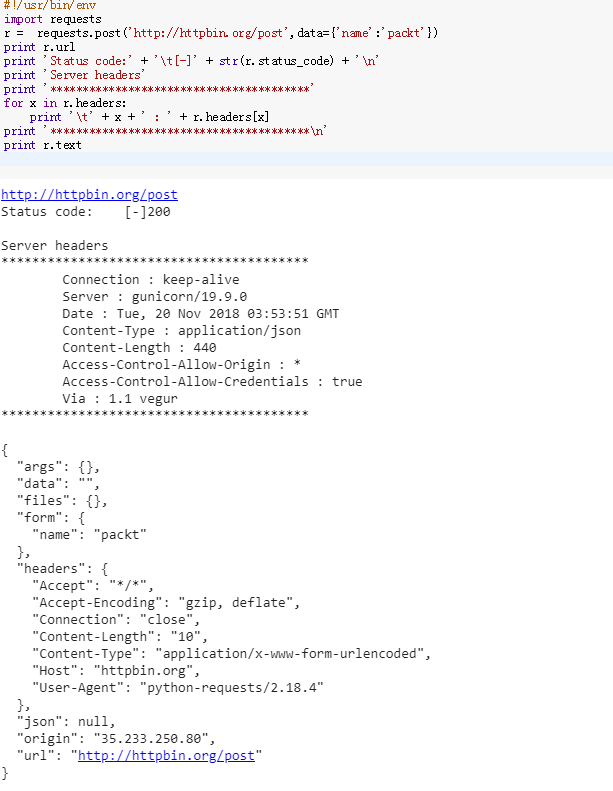 #!/usr/bin/env
import requests
r =  requests.post('http://httpbin.org/post',data={'name':'packt'})
print r.url
print 'Status code:' + '\t[-]' + str(r.status_code) + '\n'
print 'Server headers'
print '****************************************'
for x in r.headers:
    print '\t' + x + ' : ' + r.headers[x]
print '****************************************\n'
print r.text
http://httpbin.org/post
Status code:    [-]200
Server headers
****************************************
        Connection : keep-alive
        Server : gunicorn/19.9.0
        Date : Tue, 20 Nov 2018 03:53:51 GMT
        Content-Type : application/json
        Content-Length : 440
        Access-Control-Allow-Origin : *
        Access-Control-Allow-Credentials : true
        Via : 1.1 vegur
****************************************
{
  "args": {},
  "data": "",
  "files": {},
  "form": {
    "name": "packt"
  },
  "headers": {
    "Accept": "*/*",
    "Accept-Encoding": "gzip, deflate",
    "Connection": "close",
    "Content-Length": "10",
    "Content-Type": "application/x-www-form-urlencoded",
    "Host": "httpbin.org",
    "User-Agent": "python-requests/2.18.4"
  },
  "json": null,
  "origin": "35.233.250.80",
  "url": "http://httpbin.org/post"
}